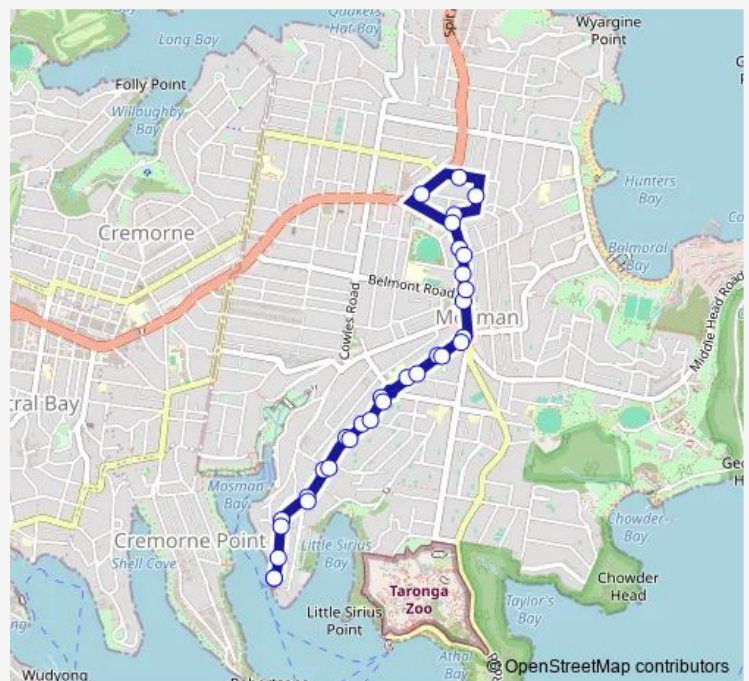 Quakers
Hat Bay
Wyargine
Point
Long Bay
Spit
Folly Point
Willoughby
Bay
Hunters
Bay
Cremorne
Balmoral
Bay
Belmont Road
Middle Head Road
Cowles Road
Mosman
tral Bay
Mosman
Bay
Chowder
Bay
Cremorne Point
Shell Cove
Little Sirius
Bay
Chowder
Head
Taronga
Zoo
Taylor's
Bay
Little Sirius
Point
Athol
Bay
© OpenStreetMap contributors
Wudyong